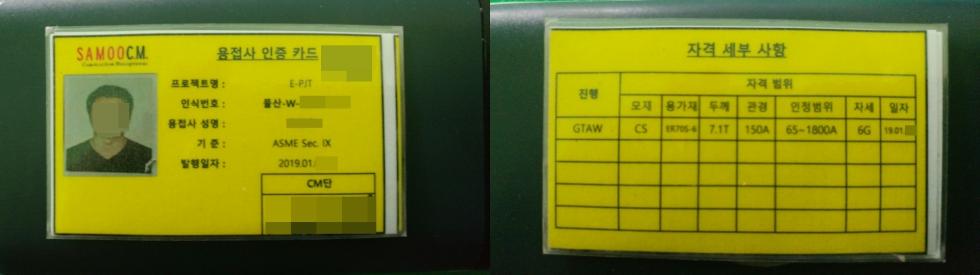 SAMOO C.M.
Construction Management
용접사 인증 카드
프로젝트명 : E-PJT
인식번호 : 울산-W-
용접사 성명 :
기 준 : ASME Sec. IX
발행일자 : 2019.01.
CM단
자격 세부 사항
진행 자격 범위
모재 용가재 두께 관경 인정범위 자세 일자
GTAW CS ER70S-6 7.1T 150A 65~1800A 6G 19.01.